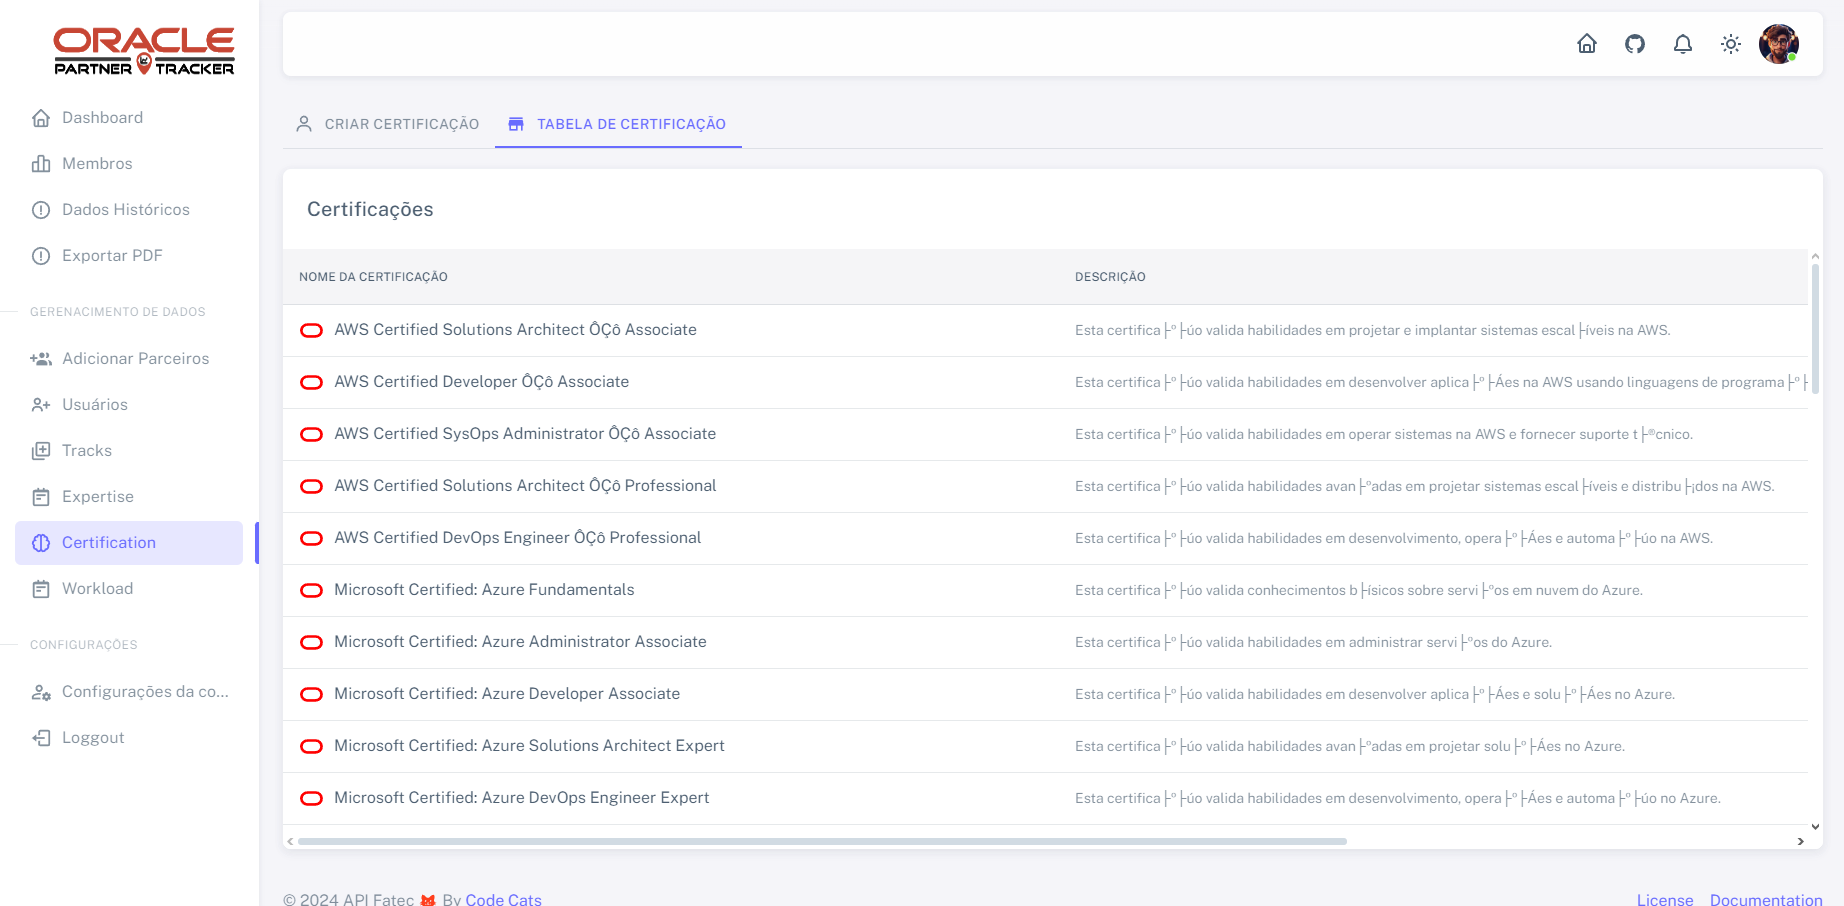 ORACLE
PARTNER TRACKER
Dashboard
Membros
Dados Históricos
Exportar PDF
GERENACIMENTO DE DADOS
Adicionar Parceiros
Usuários
Tracks
Expertise
Certification
Workload
CONFIGURAÇÕES
Configurações da co...
Loggout
CRIAR CERTIFICAÇÃO
TABELA DE CERTIFICAÇÃO
Certificações
NOME DA CERTIFICAÇÃO DESCRIÇÃO
AWS Certified Solutions Architect ÔÇô Associate Esta certifica├º├úo valida habilidades em projetar e implantar sistemas escal├íveis na AWS.
AWS Certified Developer ÔÇô Associate Esta certifica├º├úo valida habilidades em desenvolver aplica├º├Áes na AWS usando linguagens de programa├º├
AWS Certified SysOps Administrator ÔÇô Associate Esta certifica├º├úo valida habilidades em operar sistemas na AWS e fornecer suporte t├®cnico.
AWS Certified Solutions Architect ÔÇô Professional Esta certifica├º├úo valida habilidades avan├ºadas em projetar sistemas escal├íveis e distribu├¡dos na AWS.
AWS Certified DevOps Engineer ÔÇô Professional Esta certifica├º├úo valida habilidades em desenvolvimento, opera├º├Áes e automa├º├úo na AWS.
Microsoft Certified: Azure Fundamentals Esta certifica├º├úo valida conhecimentos b├ísicos sobre servi├ºos em nuvem do Azure.
Microsoft Certified: Azure Administrator Associate Esta certifica├º├úo valida habilidades em administrar servi├ºos do Azure.
Microsoft Certified: Azure Developer Associate Esta certifica├º├úo valida habilidades em desenvolver aplica├º├Áes e solu├º├Áes no Azure.
Microsoft Certified: Azure Solutions Architect Expert Esta certifica├º├úo valida habilidades avan├ºadas em projetar solu├º├Áes no Azure.
Microsoft Certified: Azure DevOps Engineer Expert Esta certifica├º├úo valida habilidades em desenvolvimento, opera├º├Áes e automa├º├úo no Azure.
© 2024 API Fatec By Code Cats
License Documentation